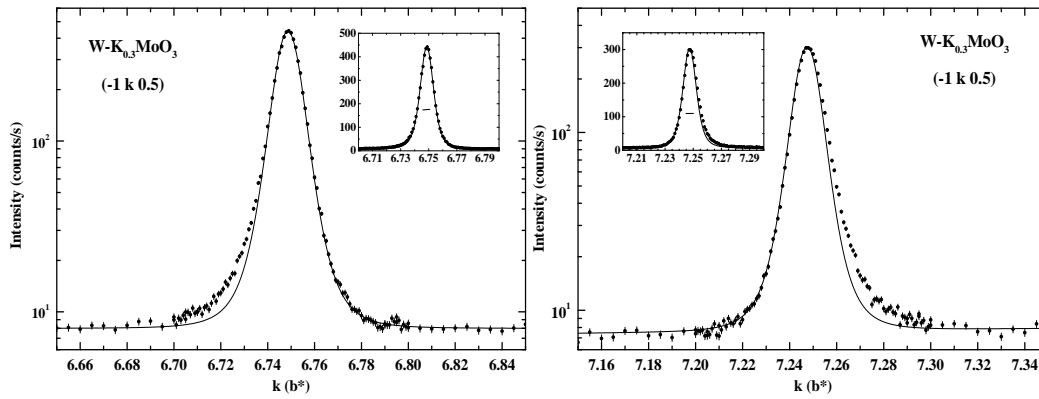 W-K0.3MoO3
(-1 k 0.5)
Intensity (counts/s)
10²
10¹
500
400
300
200
100
0
6.71 6.73 6.75 6.77 6.79
6.66 6.68 6.70 6.72 6.74 6.76 6.78 6.80 6.82 6.84
k (b*)
W-K0.3MoO3
(-1 k 0.5)
Intensity (counts/s)
10²
10¹
300
200
100
0
7.21 7.23 7.25 7.27 7.29
7.16 7.18 7.20 7.22 7.24 7.26 7.28 7.30 7.32 7.34
k (b*)